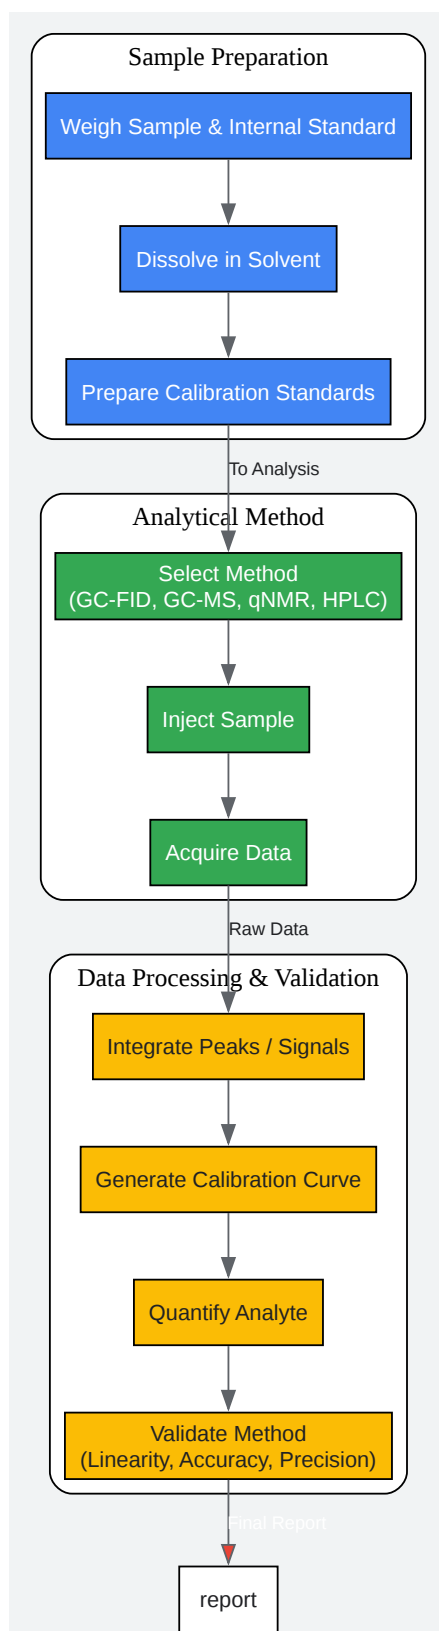 Sample Preparation
Weigh Sample & Internal Standard
Dissolve in Solvent
Prepare Calibration Standards
To Analysis
Analytical Method
Select Method
(GC-FID, GC-MS, qNMR, HPLC)
Inject Sample
Acquire Data
Raw Data
Data Processing & Validation
Integrate Peaks / Signals
Generate Calibration Curve
Quantify Analyte
Validate Method
(Linearity, Accuracy, Precision)
Final Report
report